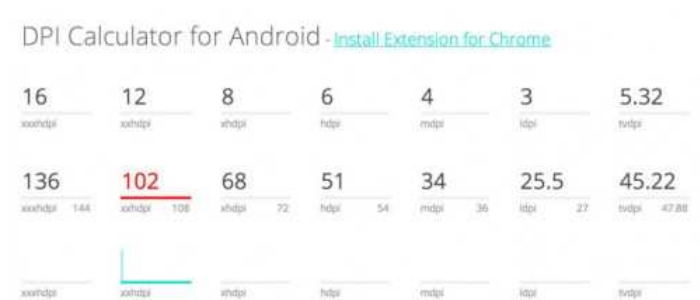 DPI Calculator for Android - Install Extension for Chrome
16 12 8 6 4 3 5.32
xxxhdpi xxhdpi xhdpi hdpi mdpi ldpi tvdpi
136 102 68 51 34 25.5 45.22
xxxhdpi 144 xxhdpi 108 xhdpi 72 hdpi 54 mdpi 36 ldpi 27 tvdpi 47.88
xxxhdpi xxhdpi xhdpi hdpi mdpi ldpi tvdpi